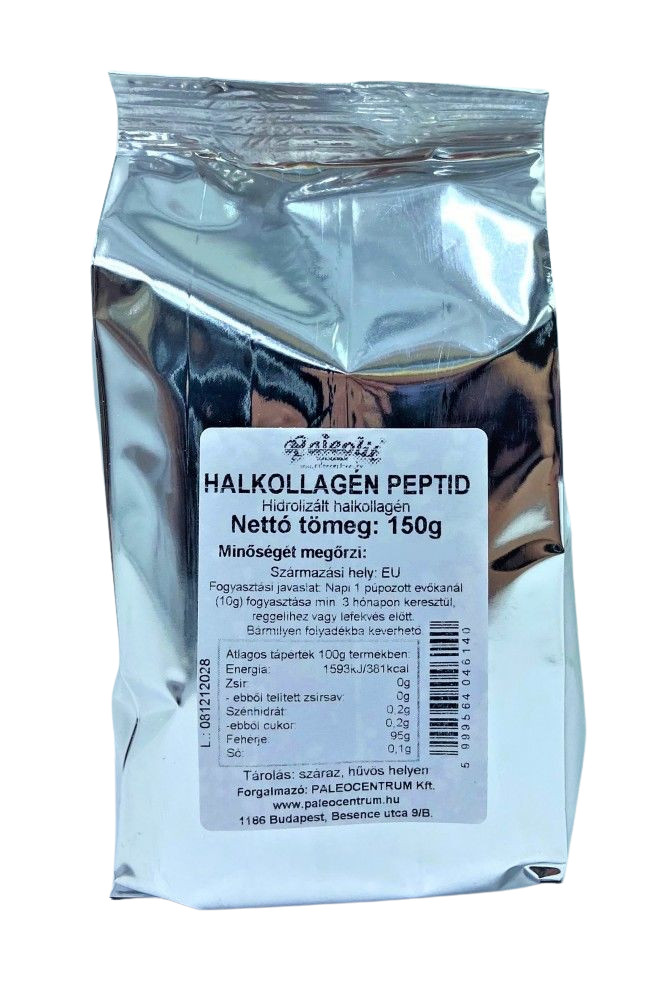 Paleolit
HALKOLLAGÉN PEPTID
Hidrolizált halkollagén
Nettó tömeg: 150g
Minőségét megőrzi:
Származási hely: EU
Fogyasztási javaslat: Napi 1 púpozott evőkanál
(10g) fogyasztása min. 3 hónapon keresztül,
reggelihez vagy lefekvés előtt.
Bármilyen folyadékba keverhető
Átlagos tápértek 100g termékben:
Energia: 1593kJ/381kcal
Zsír: 0g
- ebből telített zsírsav: 0g
Szénhidrát: 0,2g
-ebből cukor: 0,2g
Fehérje: 95g
Só: 0,1g
L.: 081212028
5 999564 046140
Tárolás: száraz, hűvös helyen
Forgalmazó: PALEOCENTRUM Kft.
www.paleocentrum.hu
1186 Budapest, Besence utca 9/B.